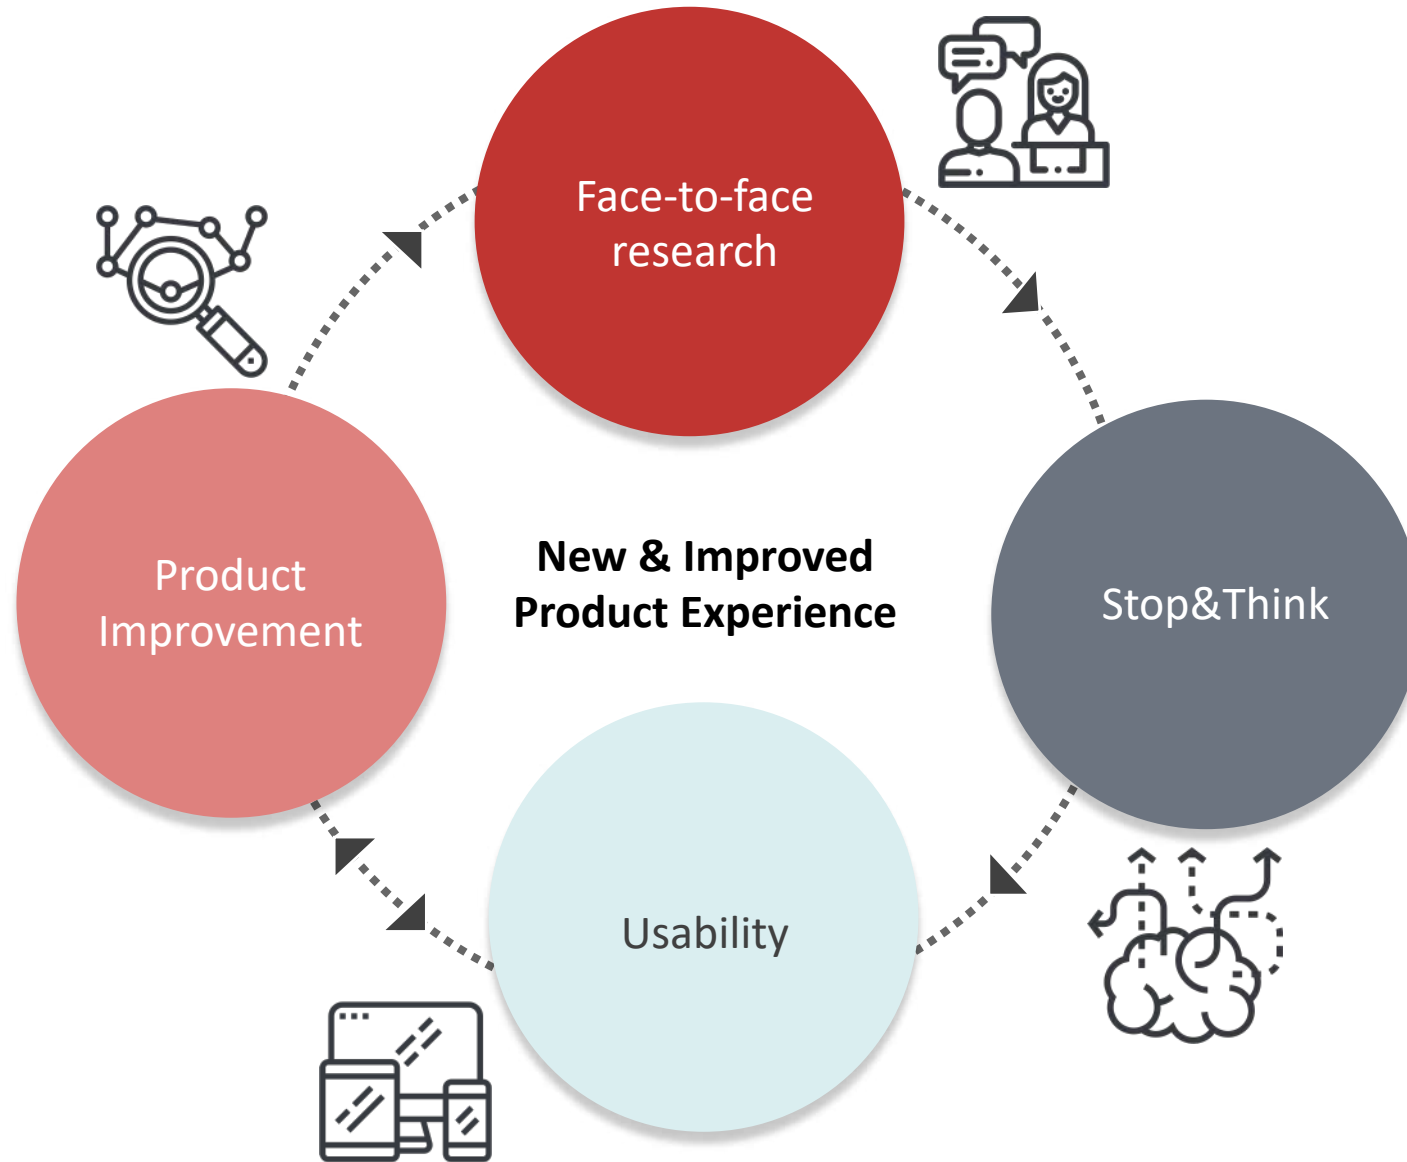 Face-to-face
research
Product
Improvement
New & Improved
Product Experience
Stop&Think
Usability